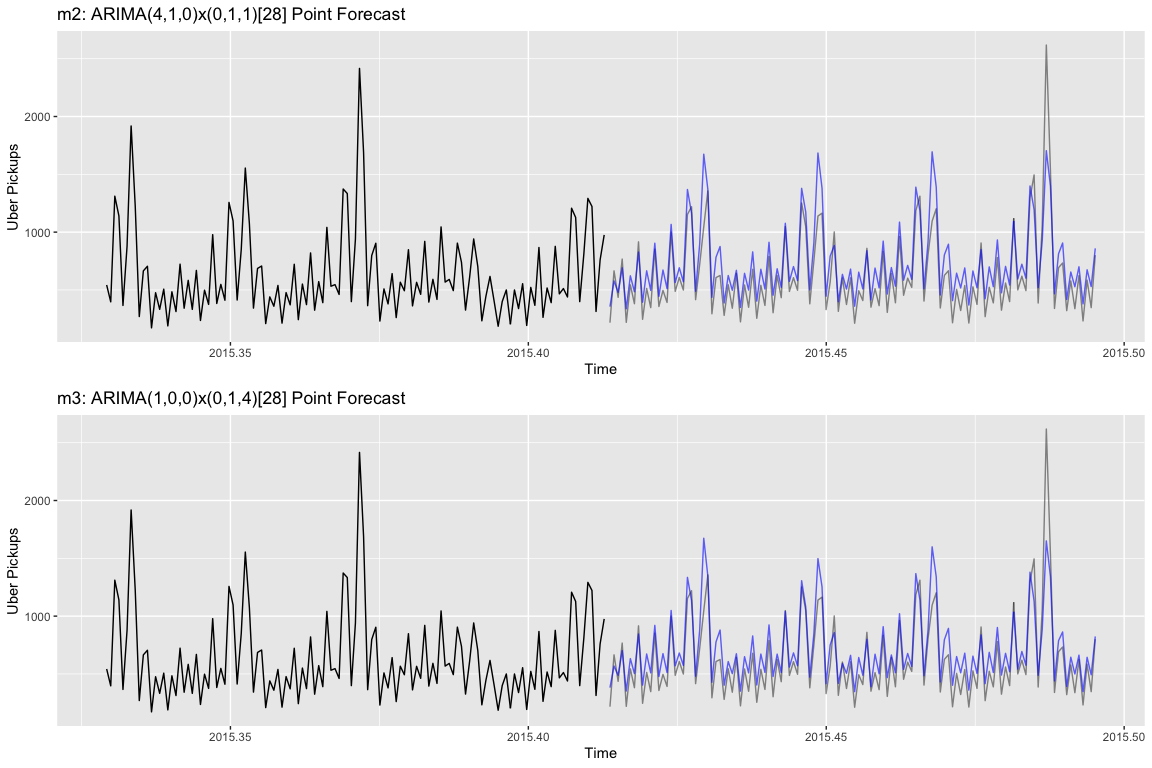 m2: ARIMA(4,1,0)x(0,1,1)[28] Point Forecast
2000
1000
Uber Pickups
2015.35 2015.40 2015.45 2015.50
Time
m3: ARIMA(1,0,0)x(0,1,4)[28] Point Forecast
2000
1000
Uber Pickups
2015.35 2015.40 2015.45 2015.50
Time